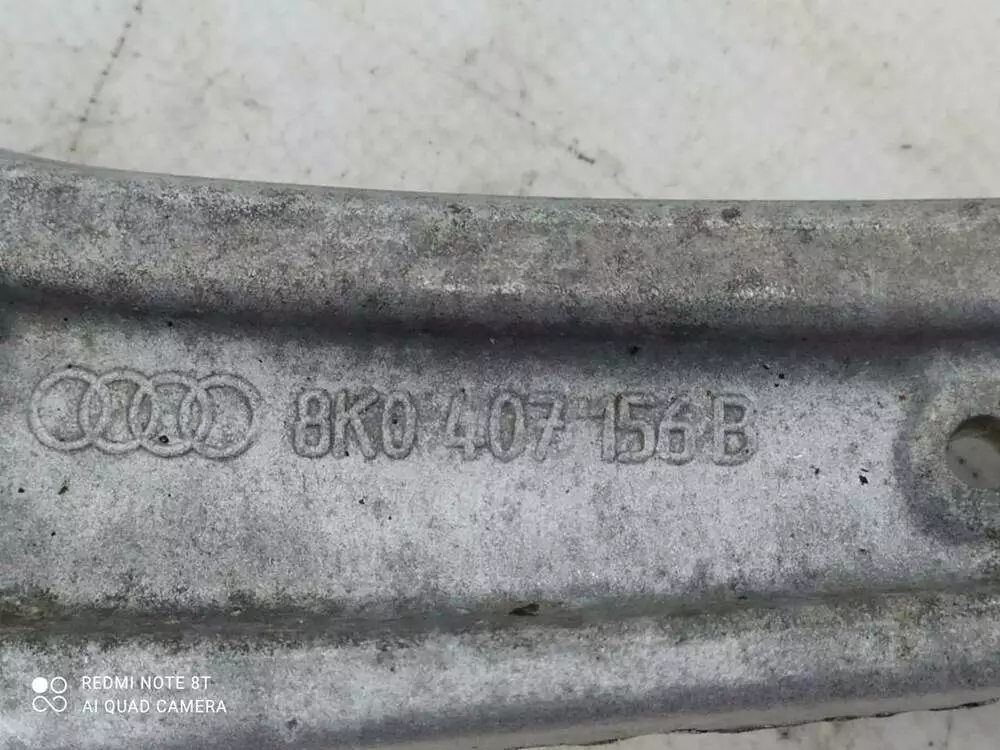 8K0 407 156 B
REDMI NOTE 8T
AI QUAD CAMERA